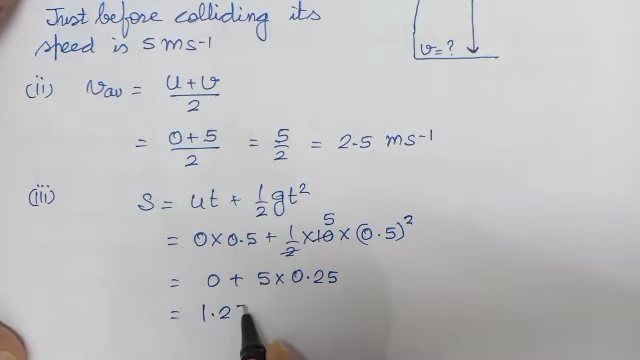 Just before colliding its
speed is 5 ms-1
v=?
(ii) Vav = u+v/2
= 0+5/2 = 5/2 = 2.5 ms-1
(iii) S = ut + 1/2 gt²
= 0×0.5 + 1/2 ×10 5 × (0.5)²
= 0 + 5×0.25
= 1.2